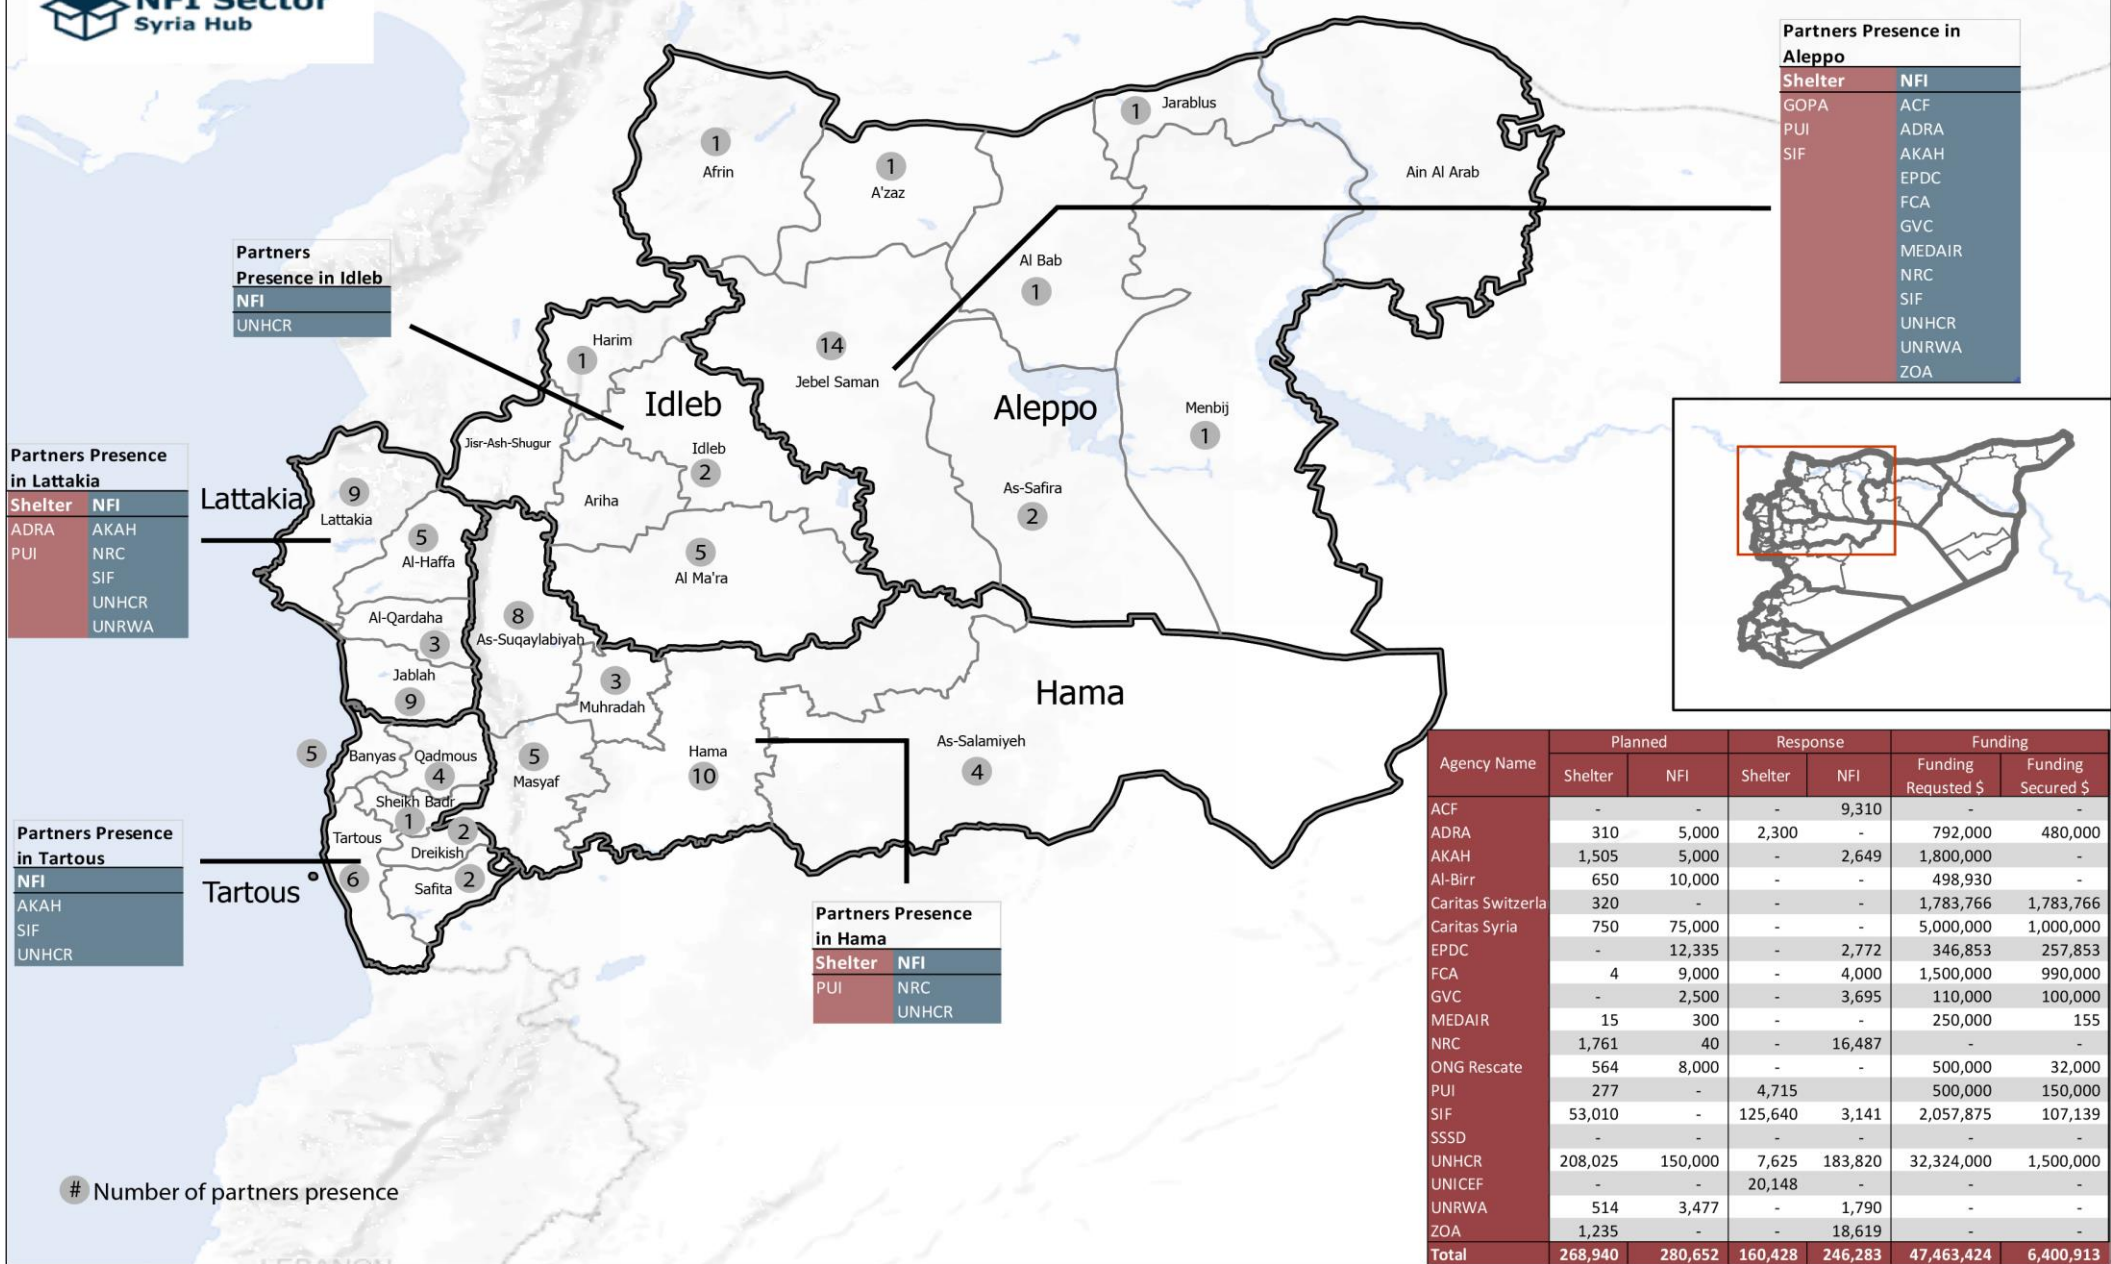 NFI Sector
Syria Hub
Partners Presence in
Aleppo
Shelter NFI
GOPA ACF
PUI ADRA
SIF AKAH
EPDC
FCA
GVC
MEDAIR
NRC
SIF
UNHCR
UNRWA
ZOA
1 Jarablus
1
Afrin
1
A'zaz
Ain Al Arab
Partners
Presence in Idleb
NFI
UNHCR
Al Bab
1
Harim
1
14
Jebel Saman
Idleb
Aleppo
Menbij
1
Jisr-Ash-Shugur
Idleb
2
Ariha
As-Safira
2
Partners Presence
in Lattakia
Shelter NFI
ADRA AKAH
PUI NRC
SIF
UNHCR
UNRWA
Lattakia
9
Lattakia
5
Al-Haffa
5
Al Ma'ra
Al-Qardaha
3
8
As-Suqaylabiyah
Jablah
9
3
Muhradah
Hama
5
Banyas
Qadmous
4
5
Masyaf
Hama
10
As-Salamiyeh
4
Sheikh Badr
1
Tartous
2
Dreikish
6
Safita 2
Partners Presence
in Tartous
NFI
AKAH
SIF
UNHCR
Tartous
Partners Presence
in Hama
Shelter NFI
PUI NRC
UNHCR
# Number of partners presence
LEBANON
Agency Name Planned Response Funding
Shelter NFI Shelter NFI Funding Requsted $ Funding Secured $
ACF - - - 9,310 - -
ADRA 310 5,000 2,300 - 792,000 480,000
AKAH 1,505 5,000 - 2,649 1,800,000 -
Al-Birr 650 10,000 - - 498,930 -
Caritas Switzerla 320 - - - 1,783,766 1,783,766
Caritas Syria 750 75,000 - - 5,000,000 1,000,000
EPDC - 12,335 - 2,772 346,853 257,853
FCA 4 9,000 - 4,000 1,500,000 990,000
GVC - 2,500 - 3,695 110,000 100,000
MEDAIR 15 300 - - 250,000 155
NRC 1,761 40 - 16,487 - -
ONG Rescate 564 8,000 - - 500,000 32,000
PUI 277 - 4,715 500,000 150,000
SIF 53,010 - 125,640 3,141 2,057,875 107,139
SSSD - - - - - -
UNHCR 208,025 150,000 7,625 183,820 32,324,000 1,500,000
UNICEF - - 20,148 - - -
UNRWA 514 3,477 - 1,790 - -
ZOA 1,235 - - 18,619 - -
Total 268,940 280,652 160,428 246,283 47,463,424 6,400,913